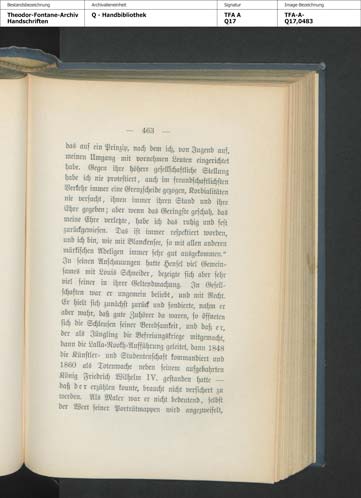 Bestandsbezeichnung Archivalieneinheit Signatur Image Bezeichnung
Theodor-Fontane-Archiv Q - Handbibliothek TFA A TFA-A-
Handschriften Q17 Q17,0483
— 463 —
das auf ein Prinzip, nach dem ich, von Jugend auf,
meinen Umgang mit vornehmen Leuten eingerichtet
habe. Gegen ihre höhere gesellschaftliche Stellung
habe ich nie protestiert, auch im freundschaftlichsten
Verkehr immer eine Grenzscheide gezogen, Kordialitäten
nie versucht, ihnen immer ihren Stand und ihre
Ehre gegeben; aber wenn das Geringste geschah, das
meine Ehre verletzte, habe ich das ruhig und fest
zurückgewiesen. Das ist immer respektiert worden,
und ich bin, wie mit Blanckensee, so mit allen anderen
märkischen Adeligen immer sehr gut ausgekommen.“
In seinen Anschauungen hatte Hensel viel Gemein-
sames mit Louis Schneider, bezeigte sich aber sehr
viel feiner in ihrer Geltendmachung. In Gesell-
schaften war er ungemein beliebt, und mit Recht.
Er hielt sich zunächst zurück und sondierte, nahm er
aber wahr, daß gute Zuhörer da waren, so öffneten
sich die Schleusen seiner Beredsamkeit, und daß er,
der als Jüngling die Befreiungskriege mitgemacht,
dann die Lalla-Rookh-Aufführung geleitet, dann 1848
die Künstler- und Studentenschaft kommandiert und
1860 als Totenwache neben seinem aufgebahrten
König Friedrich Wilhelm IV. gestanden hatte —
daß der erzählen konnte, braucht nicht versichert zu
werden. Als Maler war er nicht bedeutend, selbst
der Wert seiner Porträtmappen wird angezweifelt,